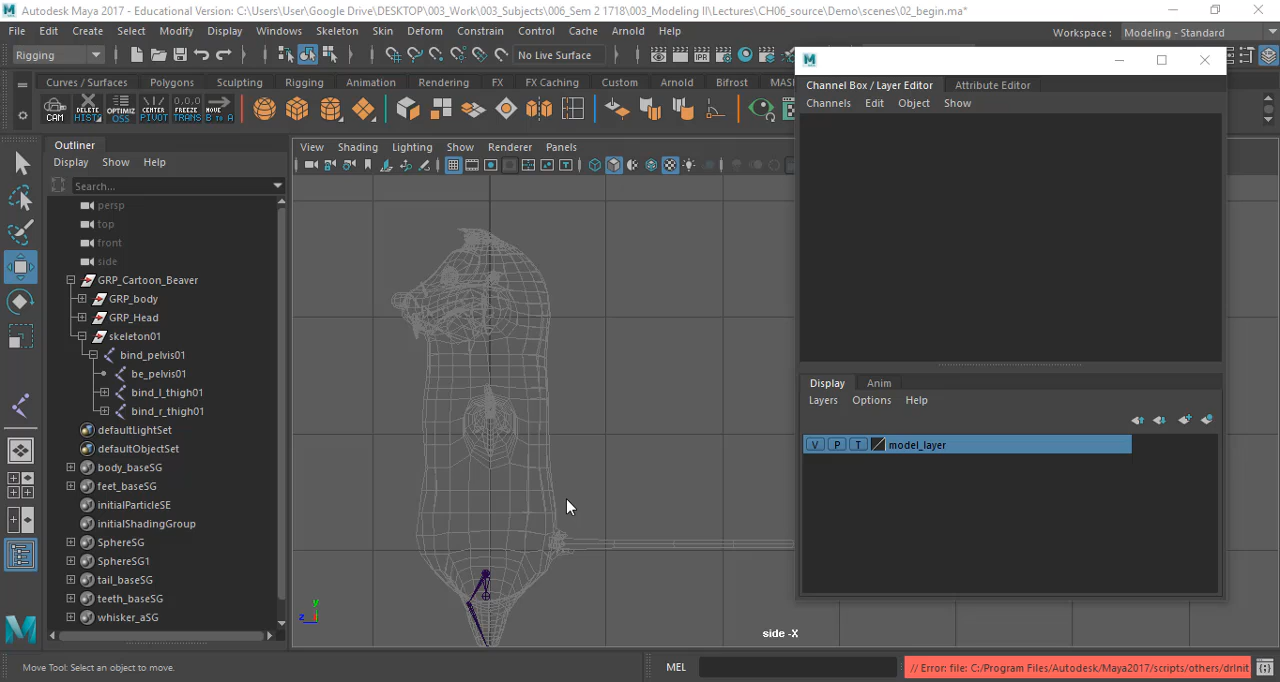 Autodesk Maya 2017 - Educational Version: C:\Users\User\Google Drive\DESKTOP\003_Work\003_Subjects\006_Sem 2 1718\003_Modeling II\Lectures\CH06_source\Demo\scenes\02_begin.ma*
File Edit Create Select Modify Display Windows Skeleton Skin Deform Constrain Control Cache Arnold Help Workspace : Modeling - Standard
Rigging No Live Surface
Curves / Surfaces Polygons Sculpting Rigging Animation Rendering FX FX Caching Custom Arnold Bifrost MAS
CAM DELETE HIST OPTIMIZ OSS CENTER PIVOT 0,0,0 TRANS MOVE B to A IPR
Channel Box / Layer Editor Attribute Editor
Channels Edit Object Show
Outliner
Display Show Help
Search...
View Shading Lighting Show Renderer Panels
persp
top
front
side
GRP_Cartoon_Beaver
GRP_body
GRP_Head
skeleton01
bind_pelvis01
be_pelvis01
bind_l_thigh01
bind_r_thigh01
defaultLightSet
defaultObjectSet
body_baseSG
feet_baseSG
initialParticleSE
initialShadingGroup
SphereSG
SphereSG1
tail_baseSG
teeth_baseSG
whisker_aSG
y
z
side -X
Display Anim
Layers Options Help
V P T model_layer
Move Tool: Select an object to move.
MEL
// Error: file: C:/Program Files/Autodesk/Maya2017/scripts/others/drInit